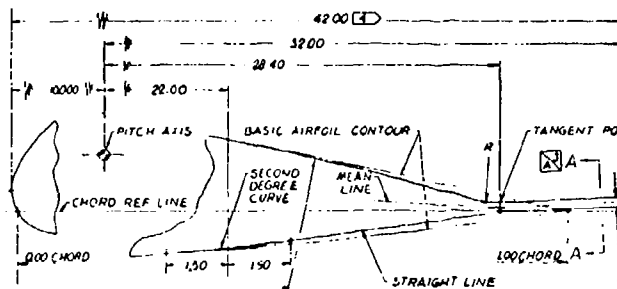 42.00 4
32.00
28.40
10.000
22.00
PITCH AXIS
BASIC AIRFOIL CONTOUR
R
TANGENT PO
A
SECOND
DEGREE
CURVE
MEAN
LINE
CHORD REF LINE
0.00 CHORD
1.50
1.50
STRAIGHT LINE
1.00 CHORD
A